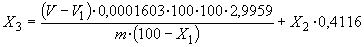 X₃ = (V − V₁)·0,0001603·100·100·2,9959 / m·(100 − X₁) + X₂·0,4116